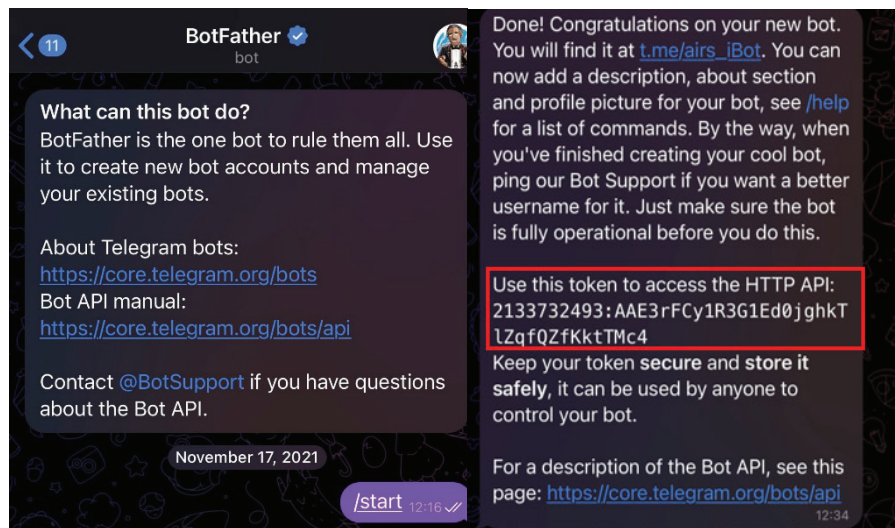 11
BotFather
bot
What can this bot do?
BotFather is the one bot to rule them all. Use
it to create new bot accounts and manage
your existing bots.
About Telegram bots:
https://core.telegram.org/bots
Bot API manual:
https://core.telegram.org/bots/api
Contact @BotSupport if you have questions
about the Bot API.
November 17, 2021
/start 12:16
Done! Congratulations on your new bot.
You will find it at t.me/airs_iBot. You can
now add a description, about section
and profile picture for your bot, see /help
for a list of commands. By the way, when
you've finished creating your cool bot,
ping our Bot Support if you want a better
username for it. Just make sure the bot
is fully operational before you do this.
Use this token to access the HTTP API:
2133732493:AAE3rFCy1R3G1Ed0jghkT
lZqfQZfKktTMc4
Keep your token secure and store it
safely, it can be used by anyone to
control your bot.
For a description of the Bot API, see this
page: https://core.telegram.org/bots/api
12:34